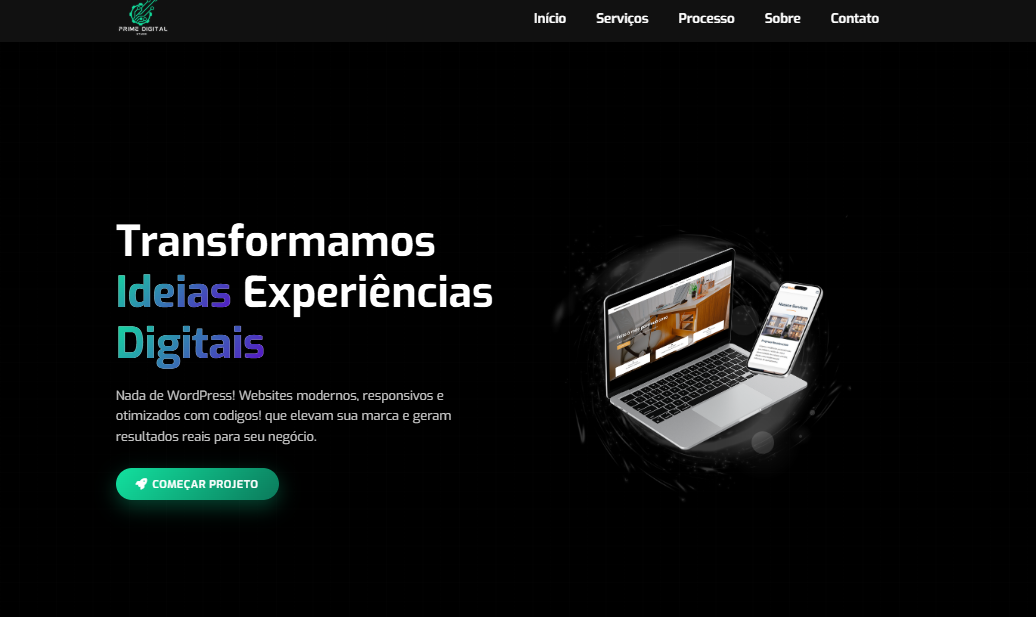 PRIME DIGITAL
Início Serviços Processo Sobre Contato
Transformamos
Ideias Experiências
Digitais
Nada de WordPress! Websites modernos, responsivos e
otimizados com codigos! que elevam sua marca e geram
resultados reais para seu negócio.
COMEÇAR PROJETO